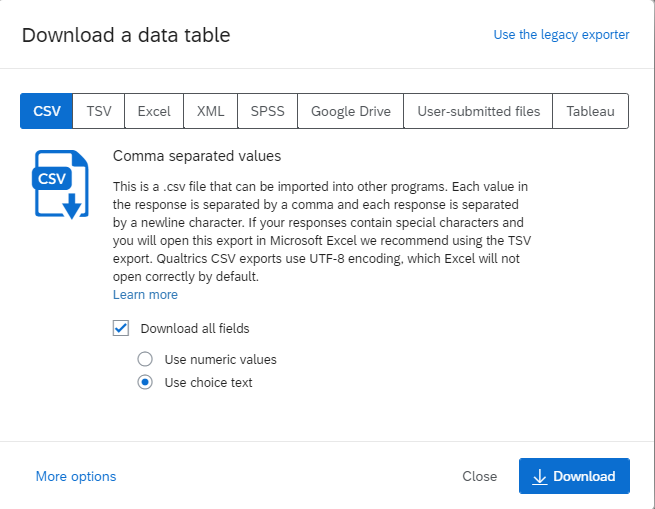 Download a data table
Use the legacy exporter
CSV TSV Excel XML SPSS Google Drive User-submitted files Tableau
CSV
Comma separated values
This is a .csv file that can be imported into other programs. Each value in
the response is separated by a comma and each response is separated
by a newline character. If your responses contain special characters and
you will open this export in Microsoft Excel we recommend using the TSV
export. Qualtrics CSV exports use UTF-8 encoding, which Excel will not
open correctly by default.
Learn more
Download all fields
Use numeric values
Use choice text
More options
Close
Download